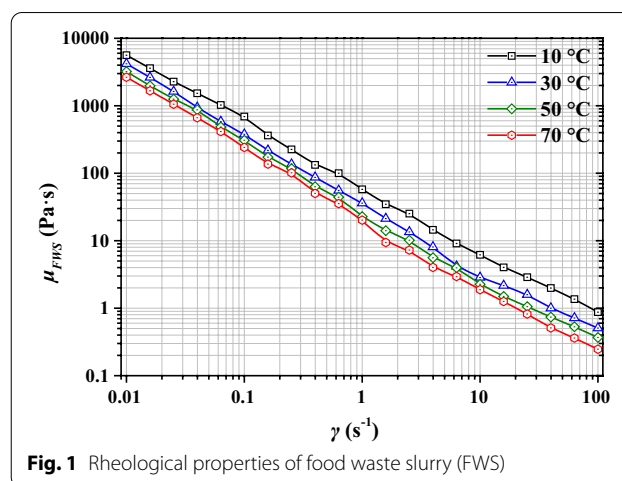 10000
1000
100
10
1
0.1
μFWS (Pa·s)
10 °C
30 °C
50 °C
70 °C
0.01 0.1 1 10 100
γ (s-1)
Fig. 1 Rheological properties of food waste slurry (FWS)